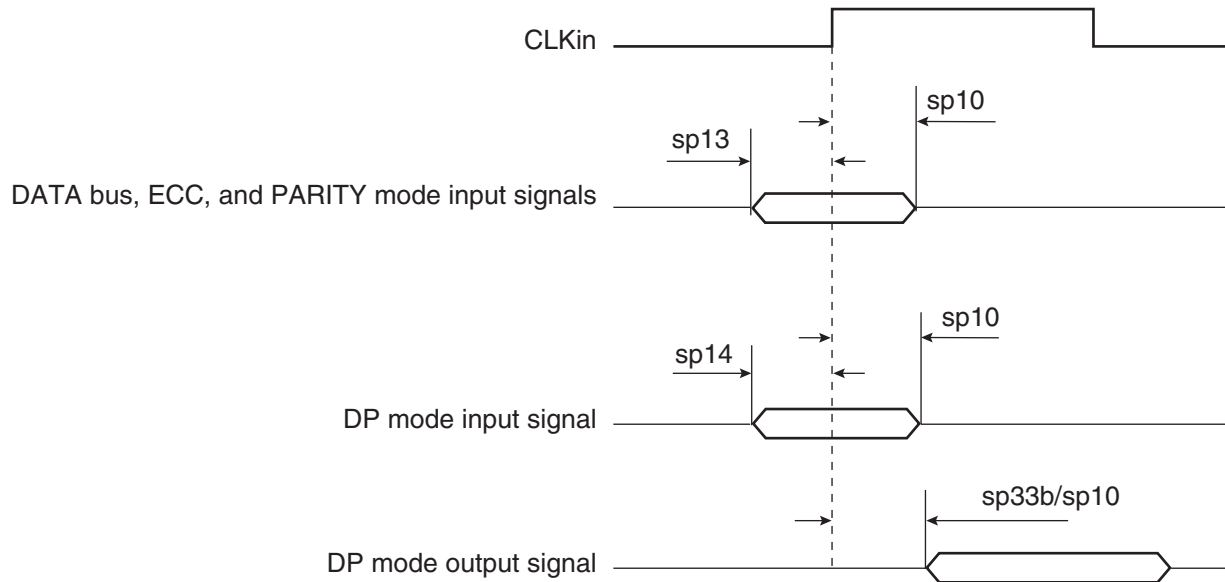 CLKin
sp10
sp13
DATA bus, ECC, and PARITY mode input signals
sp10
sp14
DP mode input signal
sp33b/sp10
DP mode output signal